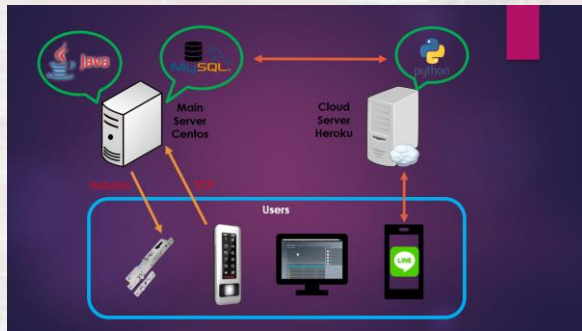 java
MySQL
python
Main
Server
Centos
Cloud
Server
Heroku
Arduino
TCP
Users
LINE